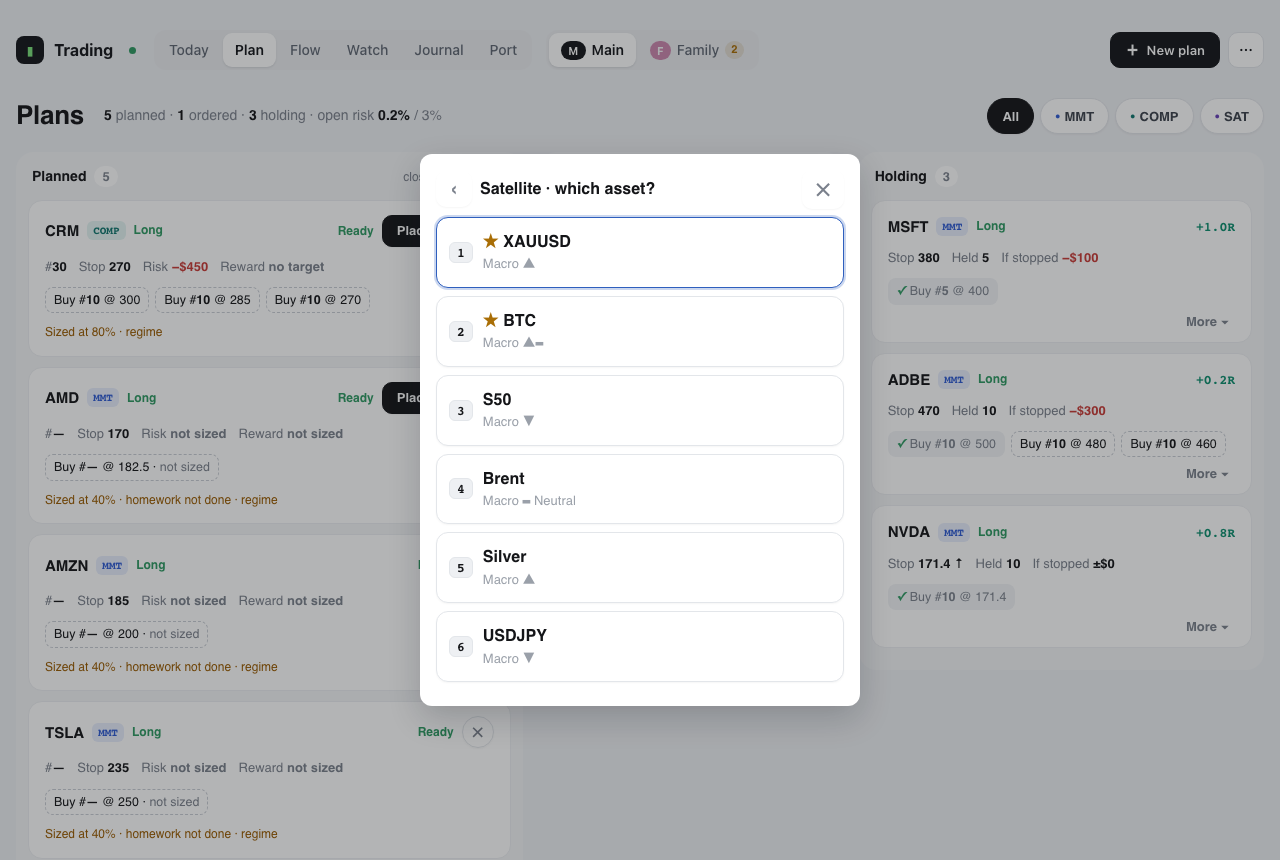 Trading
Today
Plan
Flow
Watch
Journal
Port
M Main
F Family 2
+ New plan
···
Plans
5 planned · 1 ordered · 3 holding · open risk 0.2% / 3%
All
• MMT
• COMP
• SAT
Planned 5
CRM COMP Long Ready
#30 Stop 270 Risk –$450 Reward no target
Buy #10 @ 300 Buy #10 @ 285 Buy #10 @ 270
Sized at 80% · regime
AMD MMT Long Ready
#— Stop 170 Risk not sized Reward not sized
Buy #— @ 182.5 · not sized
Sized at 40% · homework not done · regime
AMZN MMT Long
#— Stop 185 Risk not sized Reward not sized
Buy #— @ 200 · not sized
Sized at 40% · homework not done · regime
TSLA MMT Long Ready ✕
#— Stop 235 Risk not sized Reward not sized
Buy #— @ 250 · not sized
Sized at 40% · homework not done · regime
‹ Satellite · which asset? ✕
1 ★ XAUUSD
Macro ▲
2 ★ BTC
Macro ▲▬
3 S50
Macro ▼
4 Brent
Macro ▬ Neutral
5 Silver
Macro ▲
6 USDJPY
Macro ▼
Holding 3
MSFT MMT Long +1.0R
Stop 380 Held 5 If stopped –$100
✓ Buy #5 @ 400
More
ADBE MMT Long +0.2R
Stop 470 Held 10 If stopped –$300
✓ Buy #10 @ 500 Buy #10 @ 480 Buy #10 @ 460
More
NVDA MMT Long +0.8R
Stop 171.4 ↑ Held 10 If stopped ±$0
✓ Buy #10 @ 171.4
More